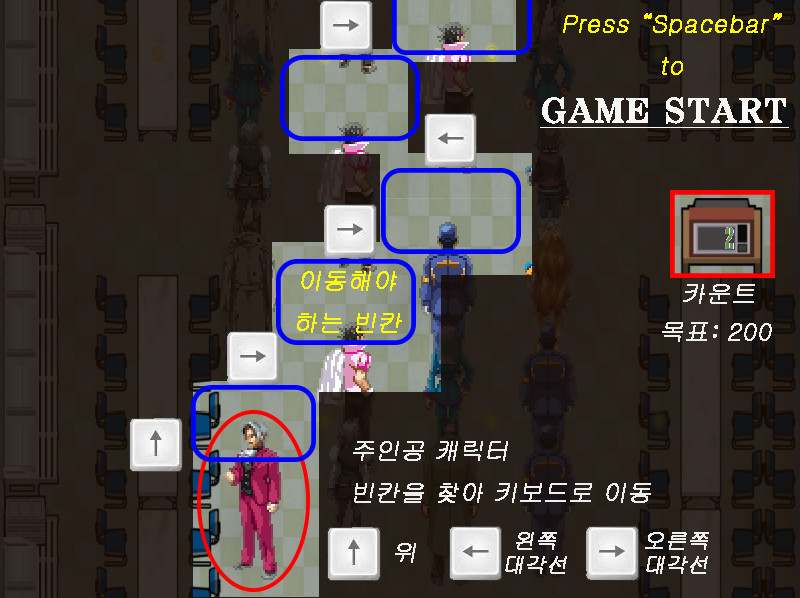 Press "Spacebar"
to
GAME START
이동해야
하는 빈칸
2
카운트
목표: 200
주인공 캐릭터
빈칸을 찾아 키보드로 이동
↑ 위
← 왼쪽
대각선
→ 오른쪽
대각선